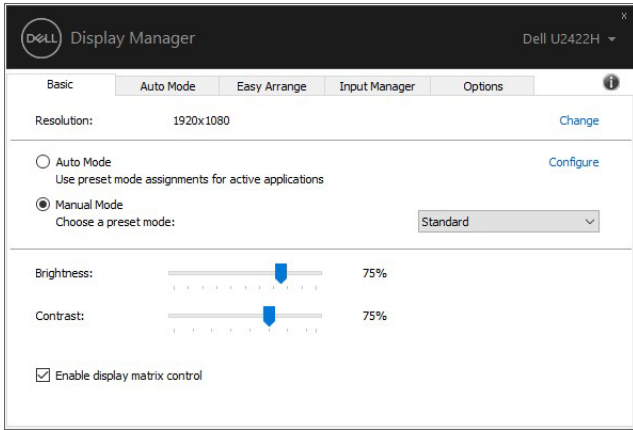 x
DELL Display Manager
Dell U2422H
Basic Auto Mode Easy Arrange Input Manager Options i
Resolution: 1920x1080 Change
Auto Mode Configure
Use preset mode assignments for active applications
Manual Mode
Choose a preset mode: Standard
Brightness: 75%
Contrast: 75%
Enable display matrix control